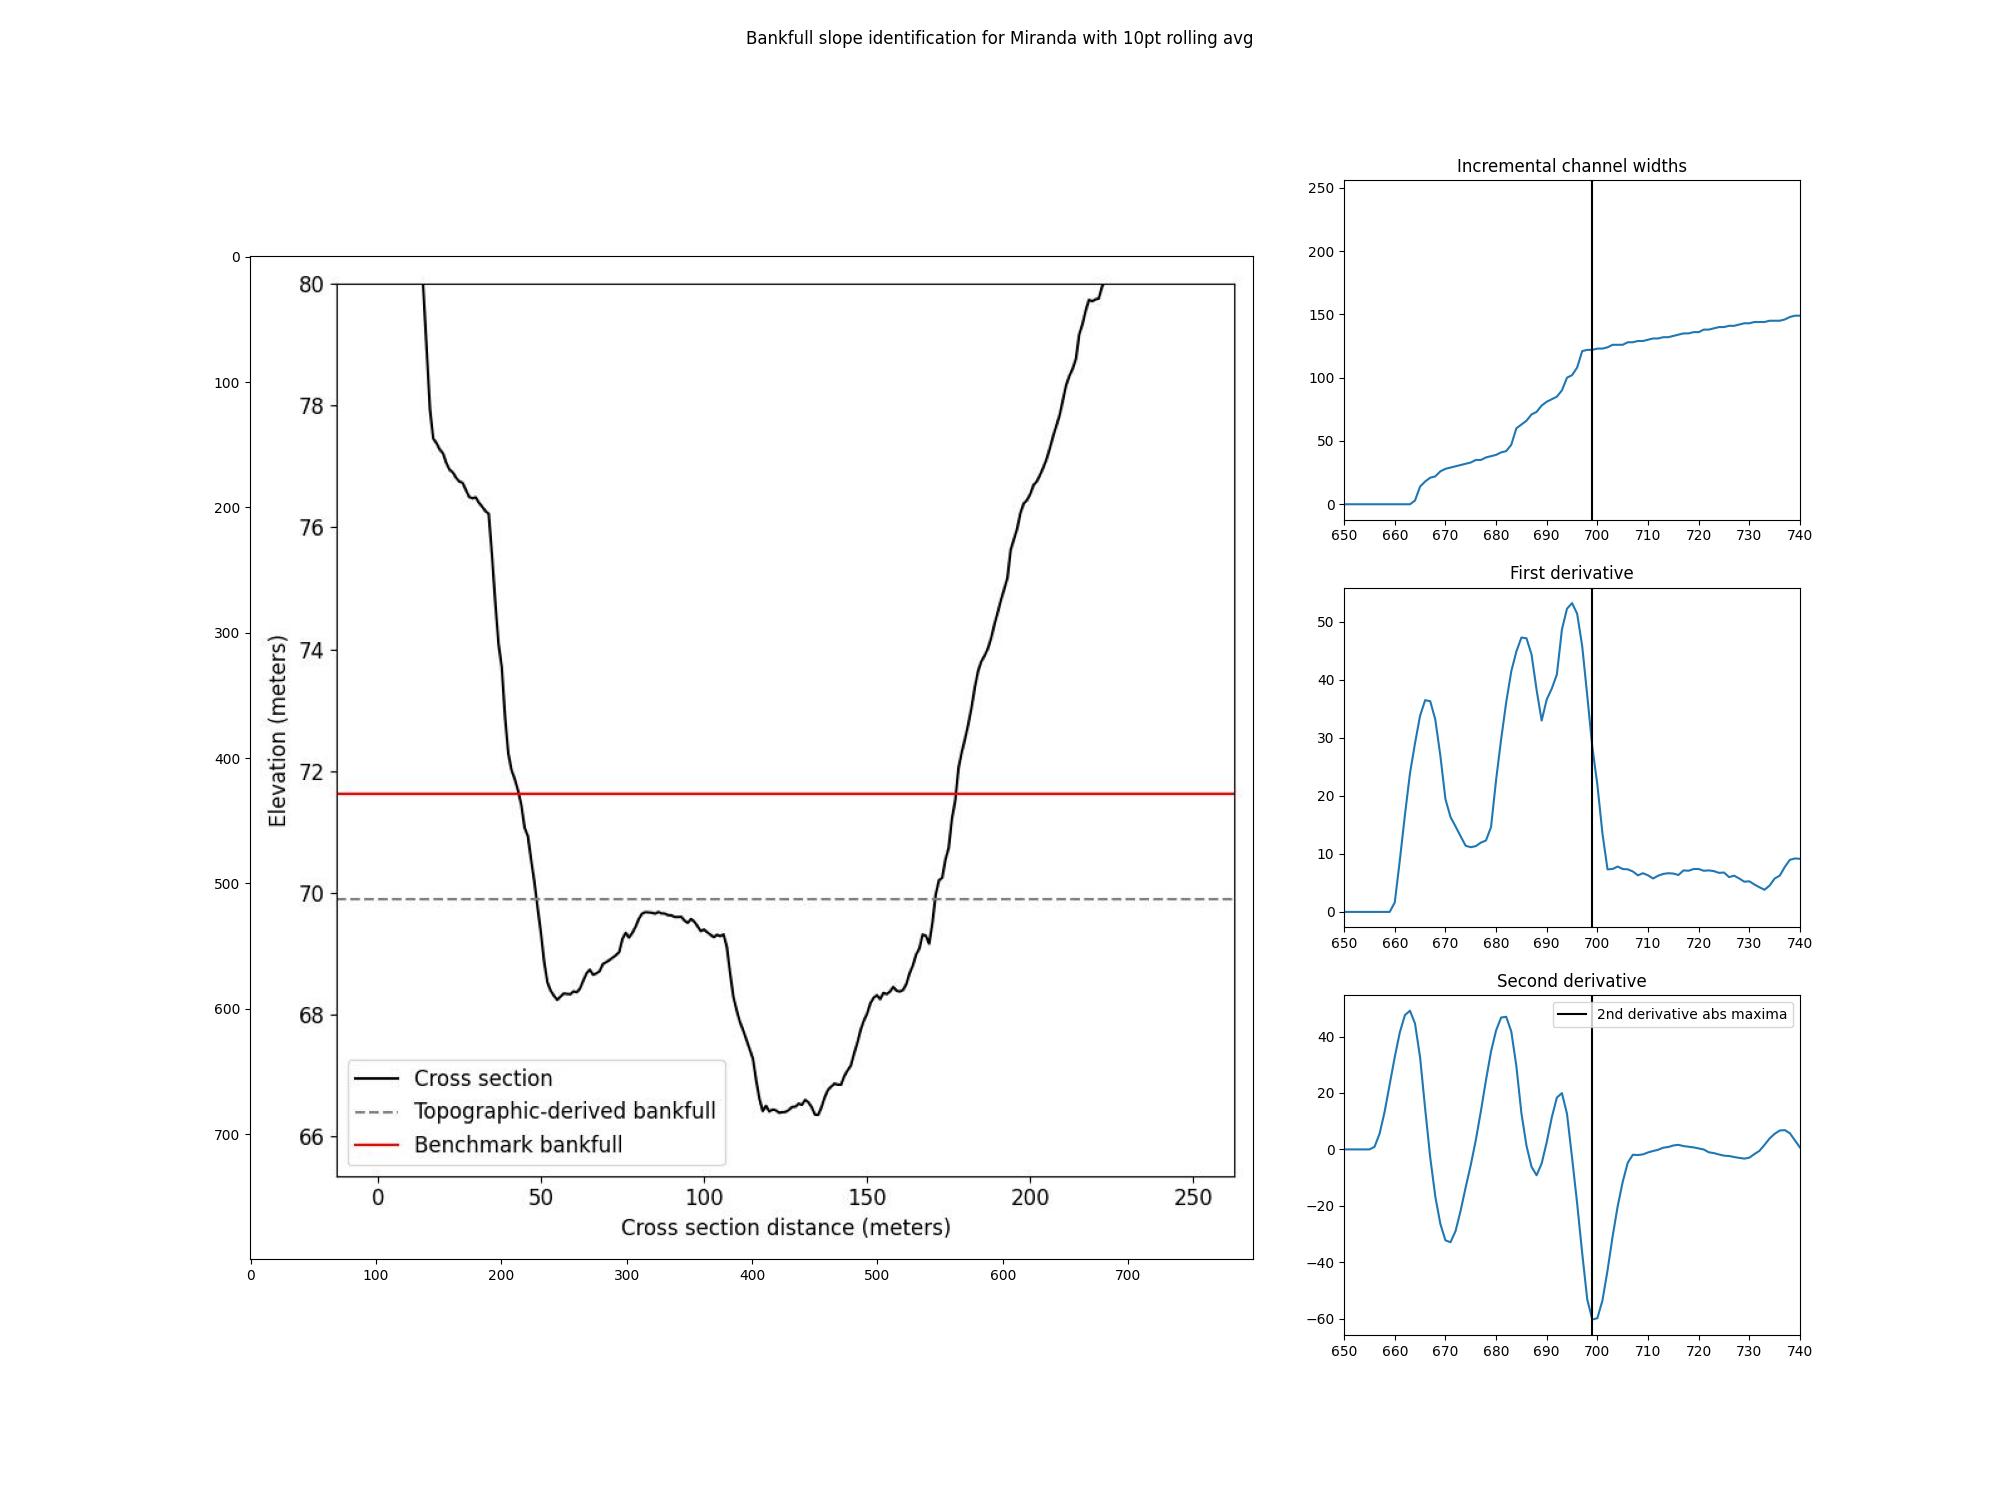 Bankfull slope identification for Miranda with 10pt rolling avg
0
100
200
300
400
500
600
700
80
78
76
74
72
70
68
66
Elevation (meters)
Cross section
Topographic-derived bankfull
Benchmark bankfull
0 50 100 150 200 250
Cross section distance (meters)
0 100 200 300 400 500 600 700
Incremental channel widths
250
200
150
100
50
0
650 660 670 680 690 700 710 720 730 740
First derivative
50
40
30
20
10
0
650 660 670 680 690 700 710 720 730 740
Second derivative
2nd derivative abs maxima
40
20
0
−20
−40
−60
650 660 670 680 690 700 710 720 730 740